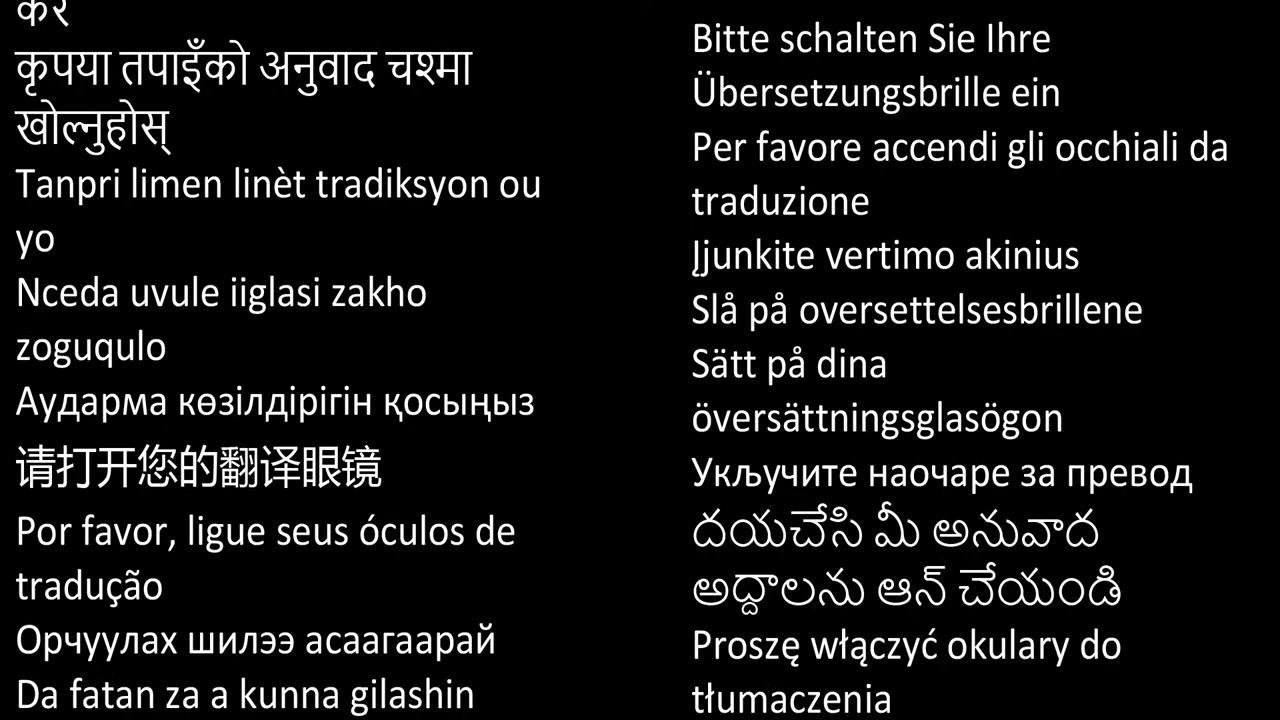 करें
कृपया तपाइँको अनुवाद चश्मा
खोल्नुहोस्
Tanpri limen linèt tradiksyon ou
yo
Nceda uvule iiglasi zakho
zoguqulo
Аударма көзілдірігін қосыңыз
请打开您的翻译眼镜
Por favor, ligue seus óculos de
tradução
Орчуулах шилээ асаагаарай
Da fatan za a kunna gilashin
Bitte schalten Sie Ihre
Übersetzungsbrille ein
Per favore accendi gli occhiali da
traduzione
Įjunkite vertimo akinius
Slå på oversettelsesbrillene
Sätt på dina
översättningsglasögon
Укључите наочаре за превод
దయచేసి మీ అనువాద
అద్దాలను ఆన్ చేయండి
Proszę włączyć okulary do
tłumaczenia